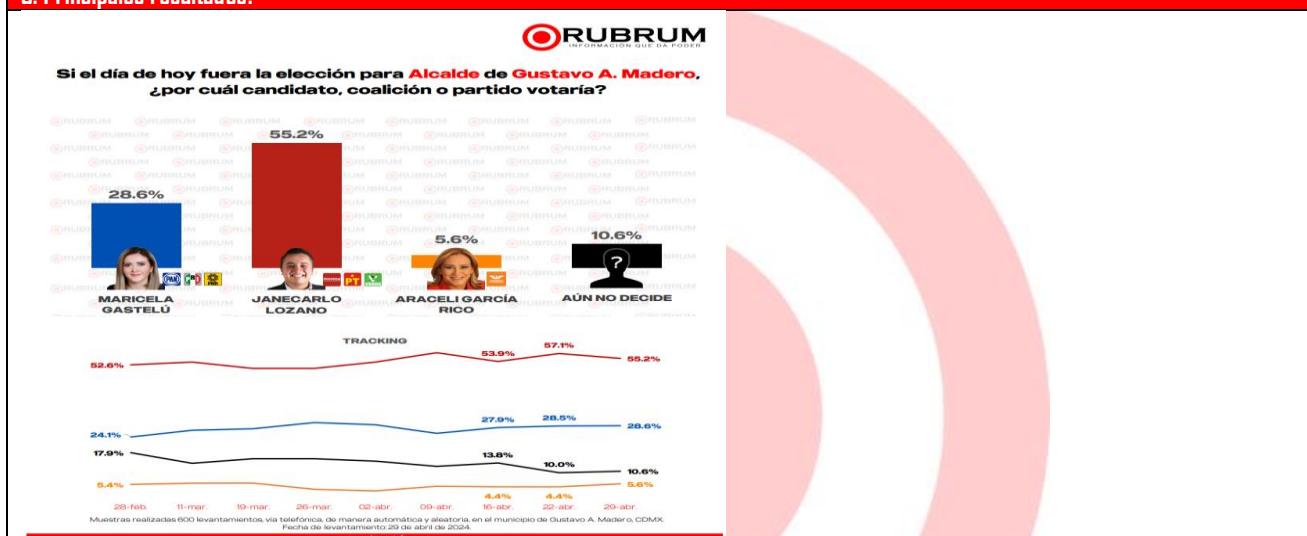 RUBRUM
INFORMACIÓN QUE DA PODER
Si el día de hoy fuera la elección para Alcalde de Gustavo A. Madero,
¿por cuál candidato, coalición o partido votaría?
55.2%
28.6%
5.6%
10.6%
?
PAN
PRI
PRD
morena
PT
VERDE
MARICELA
GASTELÚ
JANECARLO
LOZANO
ARACELI GARCÍA
RICO
AÚN NO DECIDE
TRACKING
52.6%
53.9%
57.1%
55.2%
24.1%
27.9%
28.5%
28.6%
17.9%
13.8%
10.0%
10.6%
5.4%
4.4%
4.4%
5.6%
28-feb. 11-mar. 19-mar. 26-mar. 02-abr. 09-abr. 16-abr. 22-abr. 29-abr.
Muestras realizadas 600 levantamientos, vía telefónica, de manera automática y aleatoria, en el municipio de Gustavo A. Madero, CDMX.
Fecha de levantamiento: 29 de abril de 2024.